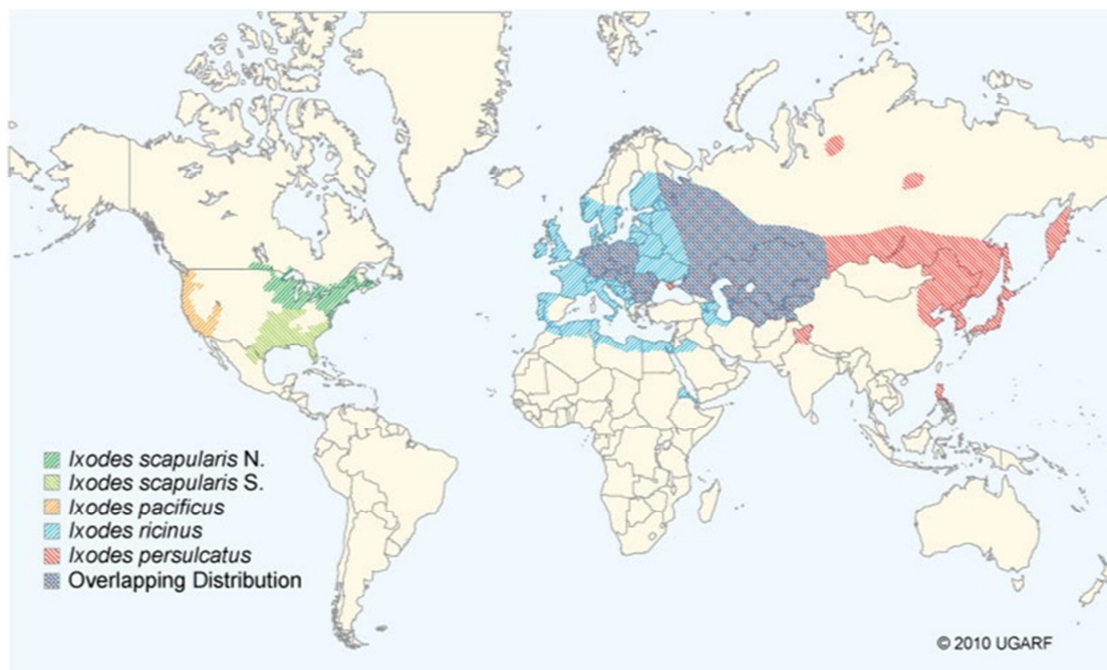 Ixodes scapularis N.
Ixodes scapularis S.
Ixodes pacificus
Ixodes ricinus
Ixodes persulcatus
Overlapping Distribution
© 2010 UGARF